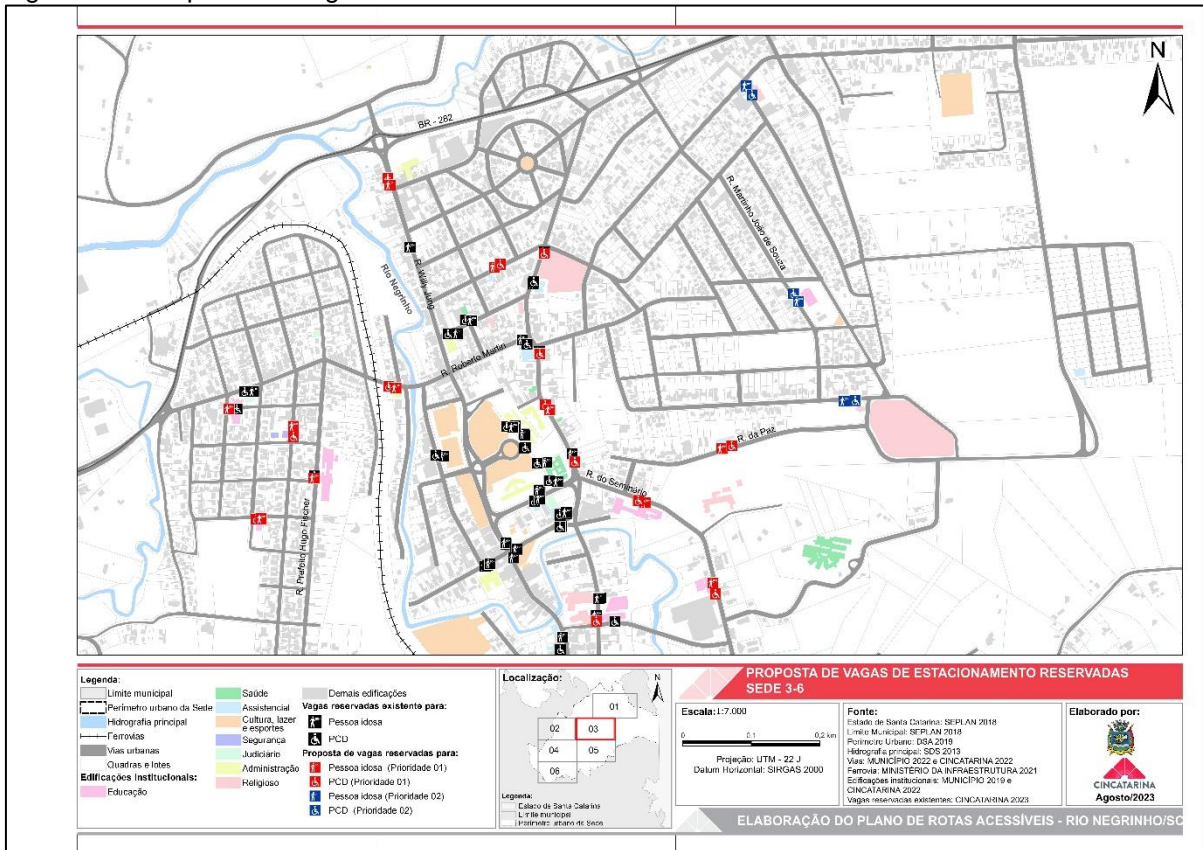 N
BR - 282
R. Willy Jung
Rio Negrinho
R. Martinho João de Souza
R. Roberto Martin
R. da Paz
R. do Seminário
R. Prefeito Hugo Fischer
Legenda:
Limite municipal
Perímetro urbano da Sede
Hidrografia principal
Ferrovias
Vias urbanas
Quadras e lotes
Edificações institucionais:
Educação
Saúde
Assistencial
Cultura, lazer
e esportes
Segurança
Judiciário
Administração
Religioso
Demais edificações
Vagas reservadas existente para:
Pessoa idosa
PCD
Proposta de vagas reservadas para:
Pessoa idosa (Prioridade 01)
PCD (Prioridade 01)
Pessoa idosa (Prioridade 02)
PCD (Prioridade 02)
Localização:
N
01
02
03
04
05
06
Legenda:
Estado de Santa Catarina
Limite municipal
Perímetro urbano da Sede
PROPOSTA DE VAGAS DE ESTACIONAMENTO RESERVADAS
SEDE 3-6
Escala:1:7.000
0 0,2 km
Projeção: UTM - 22 J
Datum Horizontal: SIRGAS 2000
Fonte:
Estado de Santa Catarina: SEPLAN 2018
Limite Municipal: SEPLAN 2018
Perímetro Urbano: DSA 2019
Hidrografia principal: SDS 2013
Vias: MUNICÍPIO 2022 e CINCATARINA 2022
Ferrovia: MINISTÉRIO DA INFRAESTRUTURA 2021
Edificações institucionais: MUNICÍPIO 2019 e
CINCATARINA 2022
Vagas reservadas existentes: CINCATARINA 2023
Elaborado por:
CINCATARINA
Agosto/2023
ELABORAÇÃO DO PLANO DE ROTAS ACESSÍVEIS - RIO NEGRINHO/SC